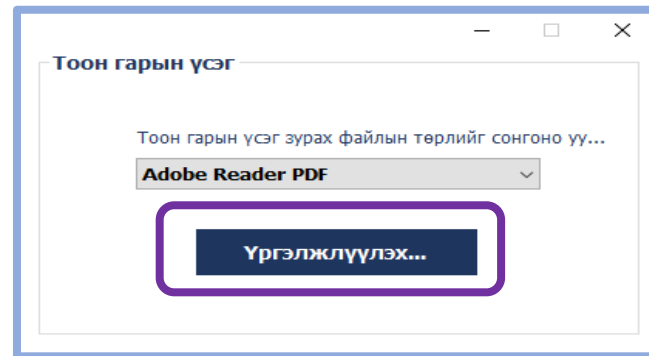 Тоон гарын үсэг
Тоон гарын үсэг зурах файлын төрлийг сонгоно уу...
Adobe Reader PDF
Үргэлжлүүлэх...